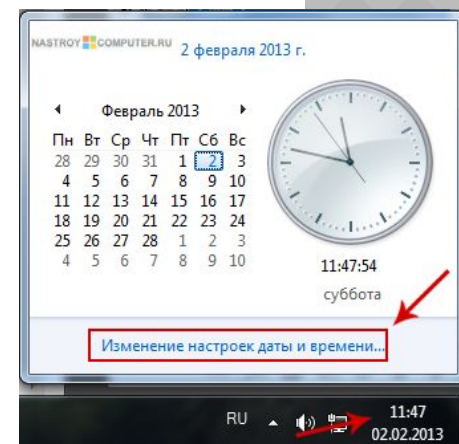 NASTROY COMPUTER.RU
2 февраля 2013 г.
Февраль 2013
Пн Вт Ср Чт Пт Сб Вс
28 29 30 31 1 2 3
4 5 6 7 8 9 10
11 12 13 14 15 16 17
18 19 20 21 22 23 24
25 26 27 28 1 2 3
4 5 6 7 8 9 10
11:47:54
суббота
Изменение настроек даты и времени...
RU
11:47
02.02.2013